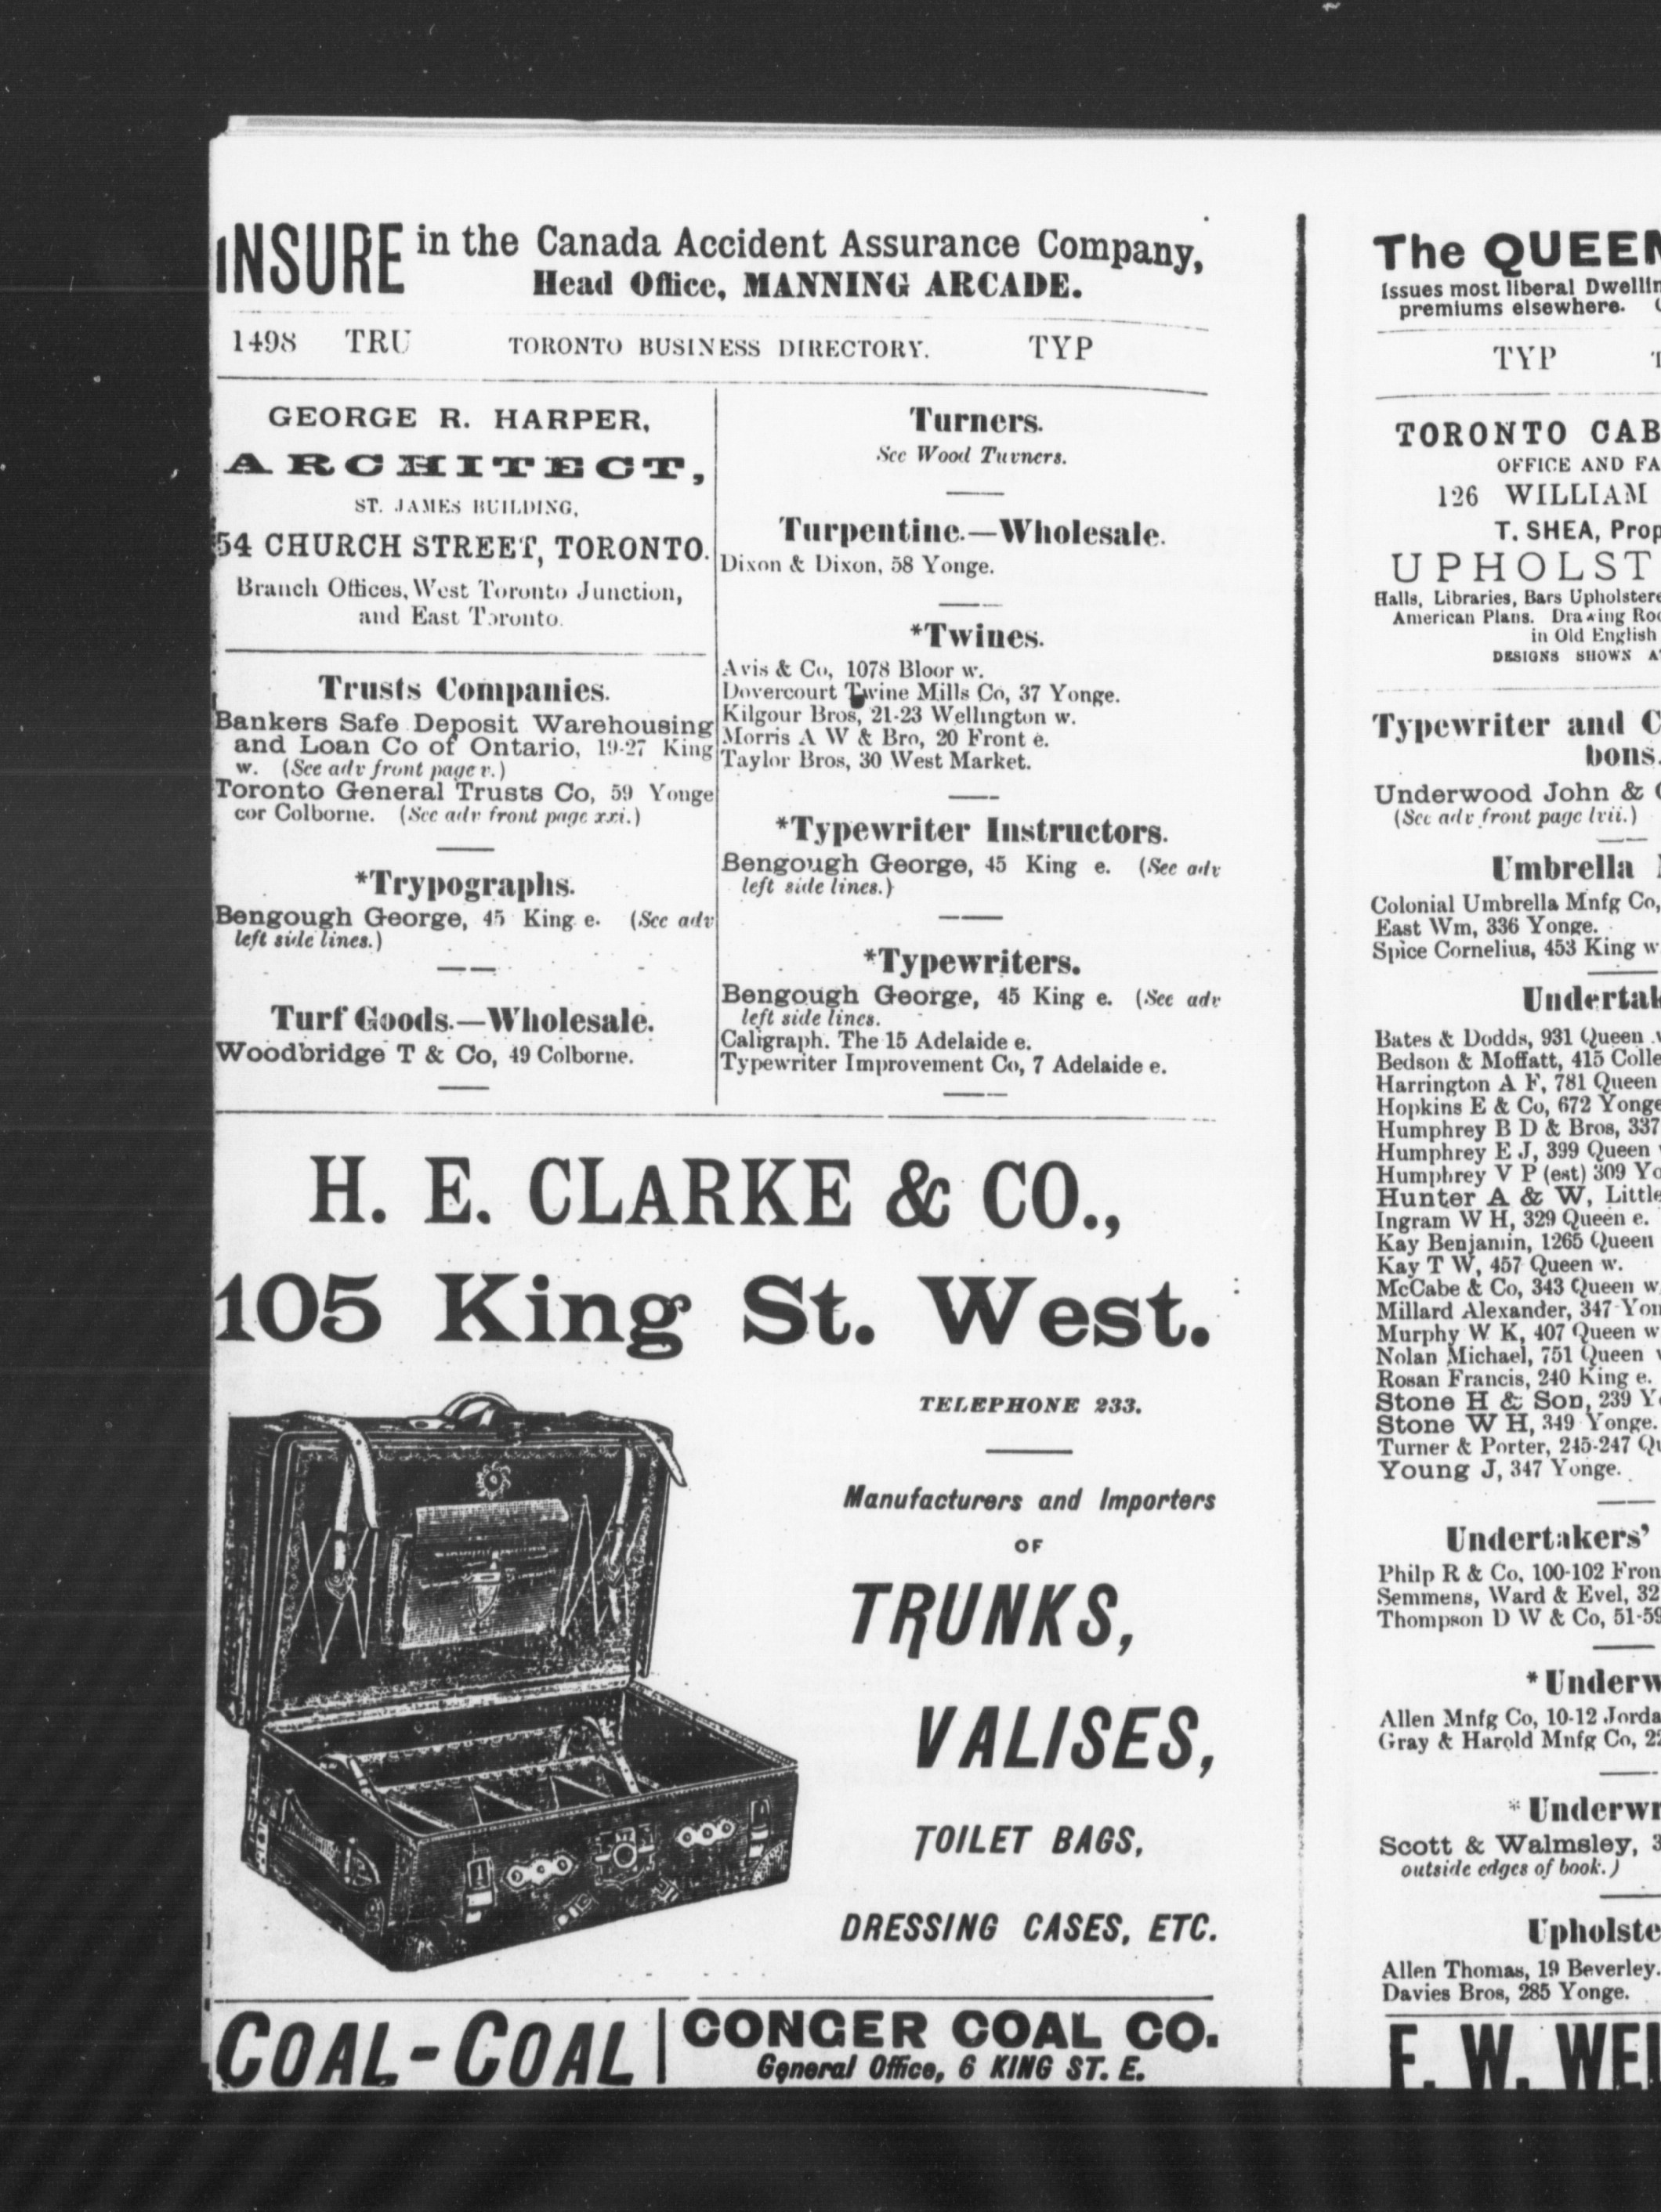 INSURE in the Canada Accident Assurance Company,
Head Office, MANNING ARCADE.
1498 TRU TORONTO BUSINESS DIRECTORY. TYP
GEORGE R. HARPER,
ARCHITECT,
ST. JAMES BUILDING,
54 CHURCH STREET, TORONTO.
Branch Offices, West Toronto Junction,
and East Toronto.
Trusts Companies.
Bankers Safe Deposit Warehousing
and Loan Co of Ontario, 19-27 King
w. (See adv front page v.)
Toronto General Trusts Co, 59 Yonge
cor Colborne. (See adv front page xxi.)
*Trypographs.
Bengough George, 45 King e. (See adv
left side lines.)
Turf Goods.—Wholesale.
Woodbridge T & Co, 49 Colborne.
Turners.
See Wood Turners.
Turpentine.—Wholesale.
Dixon & Dixon, 58 Yonge.
*Twines.
Avis & Co, 1078 Bloor w.
Dovercourt Twine Mills Co, 37 Yonge.
Kilgour Bros, 21-23 Wellington w.
Morris A W & Bro, 20 Front e.
Taylor Bros, 30 West Market.
*Typewriter Instructors.
Bengough George, 45 King e. (See adv
left side lines.)
*Typewriters.
Bengough George, 45 King e. (See adv
left side lines.
Caligraph. The 15 Adelaide e.
Typewriter Improvement Co, 7 Adelaide e.
H. E. CLARKE & CO.,
105 King St. West.
TELEPHONE 233.
Manufacturers and Importers
OF
TRUNKS,
VALISES,
TOILET BAGS,
DRESSING CASES, ETC.
COAL-COAL | CONGER COAL CO.
General Office, 6 KING ST. E.
The QUEEN
Issues most liberal
premiums elsewhere.
TYP
TORONTO CAB
OFFICE AND FA
126 WILLIAM
T. SHEA, Prop
UPHOLST
Halls, Libraries, Bars Upholstere
American Plans. Drawing Roo
in Old English
DESIGNS SHOWN A
Typewriter and C
bons.
Underwood John & C
(See adv front page lvii.)
Umbrella
Colonial Umbrella Mnfg Co,
East Wm, 336 Yonge.
Spice Cornelius, 453 King w
Undertak
Bates & Dodds, 931 Queen w
Bedson & Moffatt, 415 Colle
Harrington A F, 781 Queen
Hopkins E & Co, 672 Yonge
Humphrey B D & Bros, 337
Humphrey E J, 399 Queen
Humphrey V P (est) 309 Yo
Hunter A & W, Little
Ingram W H, 329 Queen e.
Kay Benjamin, 1265 Queen
Kay T W, 457 Queen w.
McCabe & Co, 343 Queen w
Millard Alexander, 347 Yon
Murphy W K, 407 Queen w
Nolan Michael, 751 Queen
Rosan Francis, 240 King e.
Stone H & Son, 239 Y
Stone W H, 349 Yonge.
Turner & Porter, 245-247 Qu
Young J, 347 Yonge.
Undertakers'
Philp R & Co, 100-102 Fron
Semmens, Ward & Evel, 32
Thompson D W & Co, 51-59
*Underw
Allen Mnfg Co, 10-12 Jorda
Gray & Harold Mnfg Co, 22
*Underwr
Scott & Walmsley, 3
outside edges of book.)
Upholste
Allen Thomas, 19 Beverley.
Davies Bros, 285 Yonge.
F. W. WEL